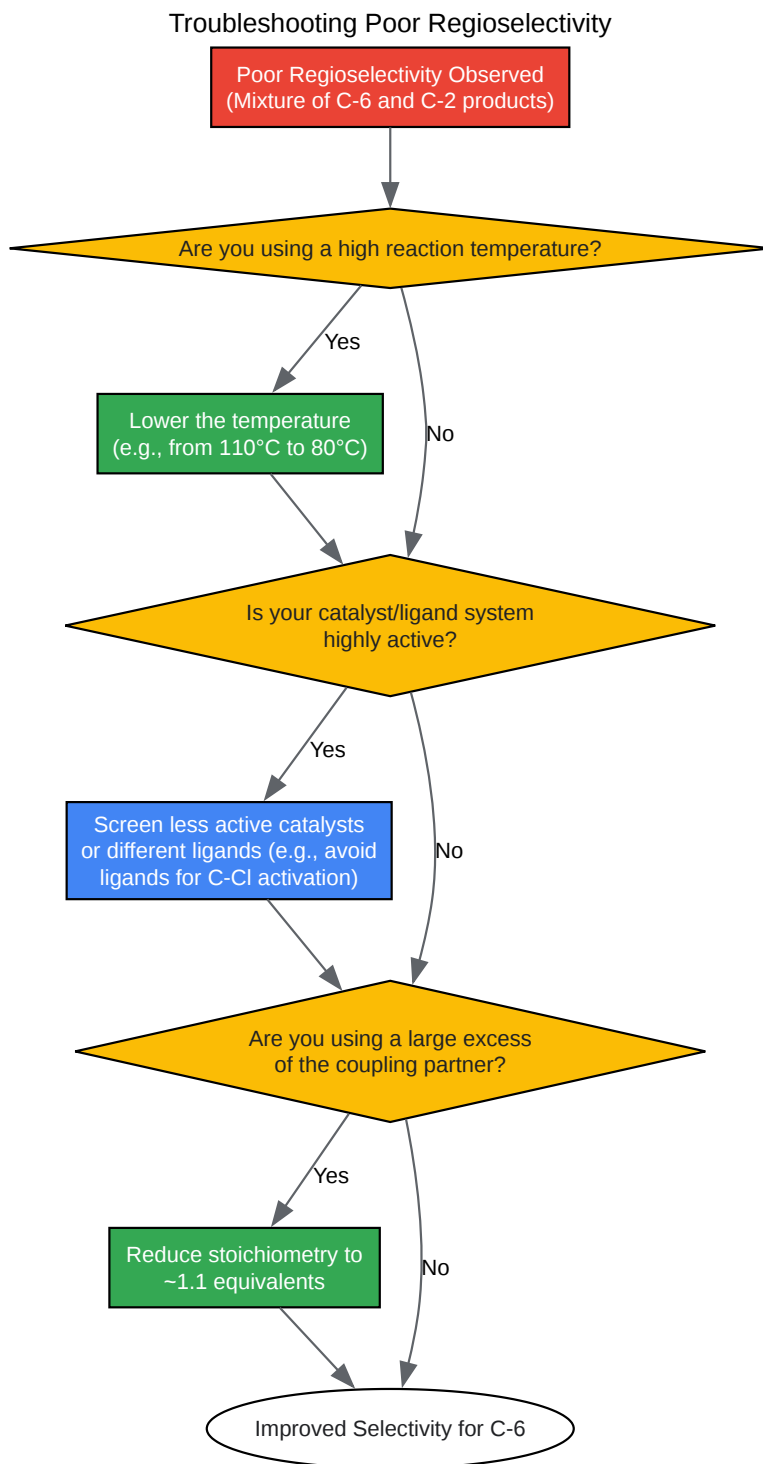 Troubleshooting Poor Regioselectivity
Poor Regioselectivity Observed
(Mixture of C-6 and C-2 products)
Are you using a high reaction temperature?
Yes
Lower the temperature
(e.g., from 110°C to 80°C)
No
Is your catalyst/ligand system
highly active?
Yes
Screen less active catalysts
or different ligands (e.g., avoid
ligands for C-Cl activation)
No
Are you using a large excess
of the coupling partner?
Yes
Reduce stoichiometry to
~1.1 equivalents
No
Improved Selectivity for C-6